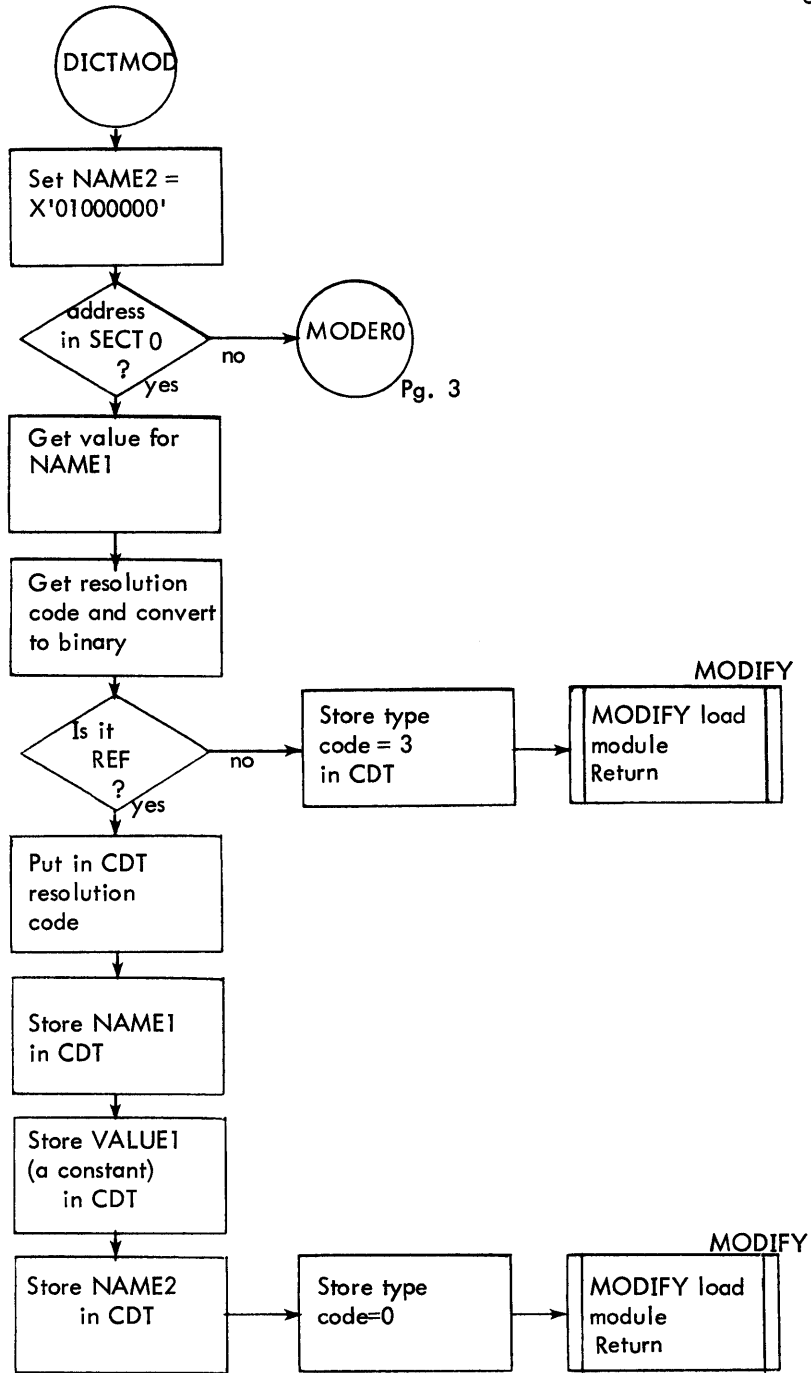 DICTMOD
Set NAME2 =
X'01000000'
address
in SECT 0
?
yes
no
MODER0
Pg. 3
Get value for
NAME1
Get resolution
code and convert
to binary
Is it
REF
?
yes
no
Store type
code = 3
in CDT
MODIFY
MODIFY load
module
Return
Put in CDT
resolution
code
Store NAME1
in CDT
Store VALUE1
(a constant)
in CDT
Store NAME2
in CDT
Store type
code=0
MODIFY
MODIFY load
module
Return